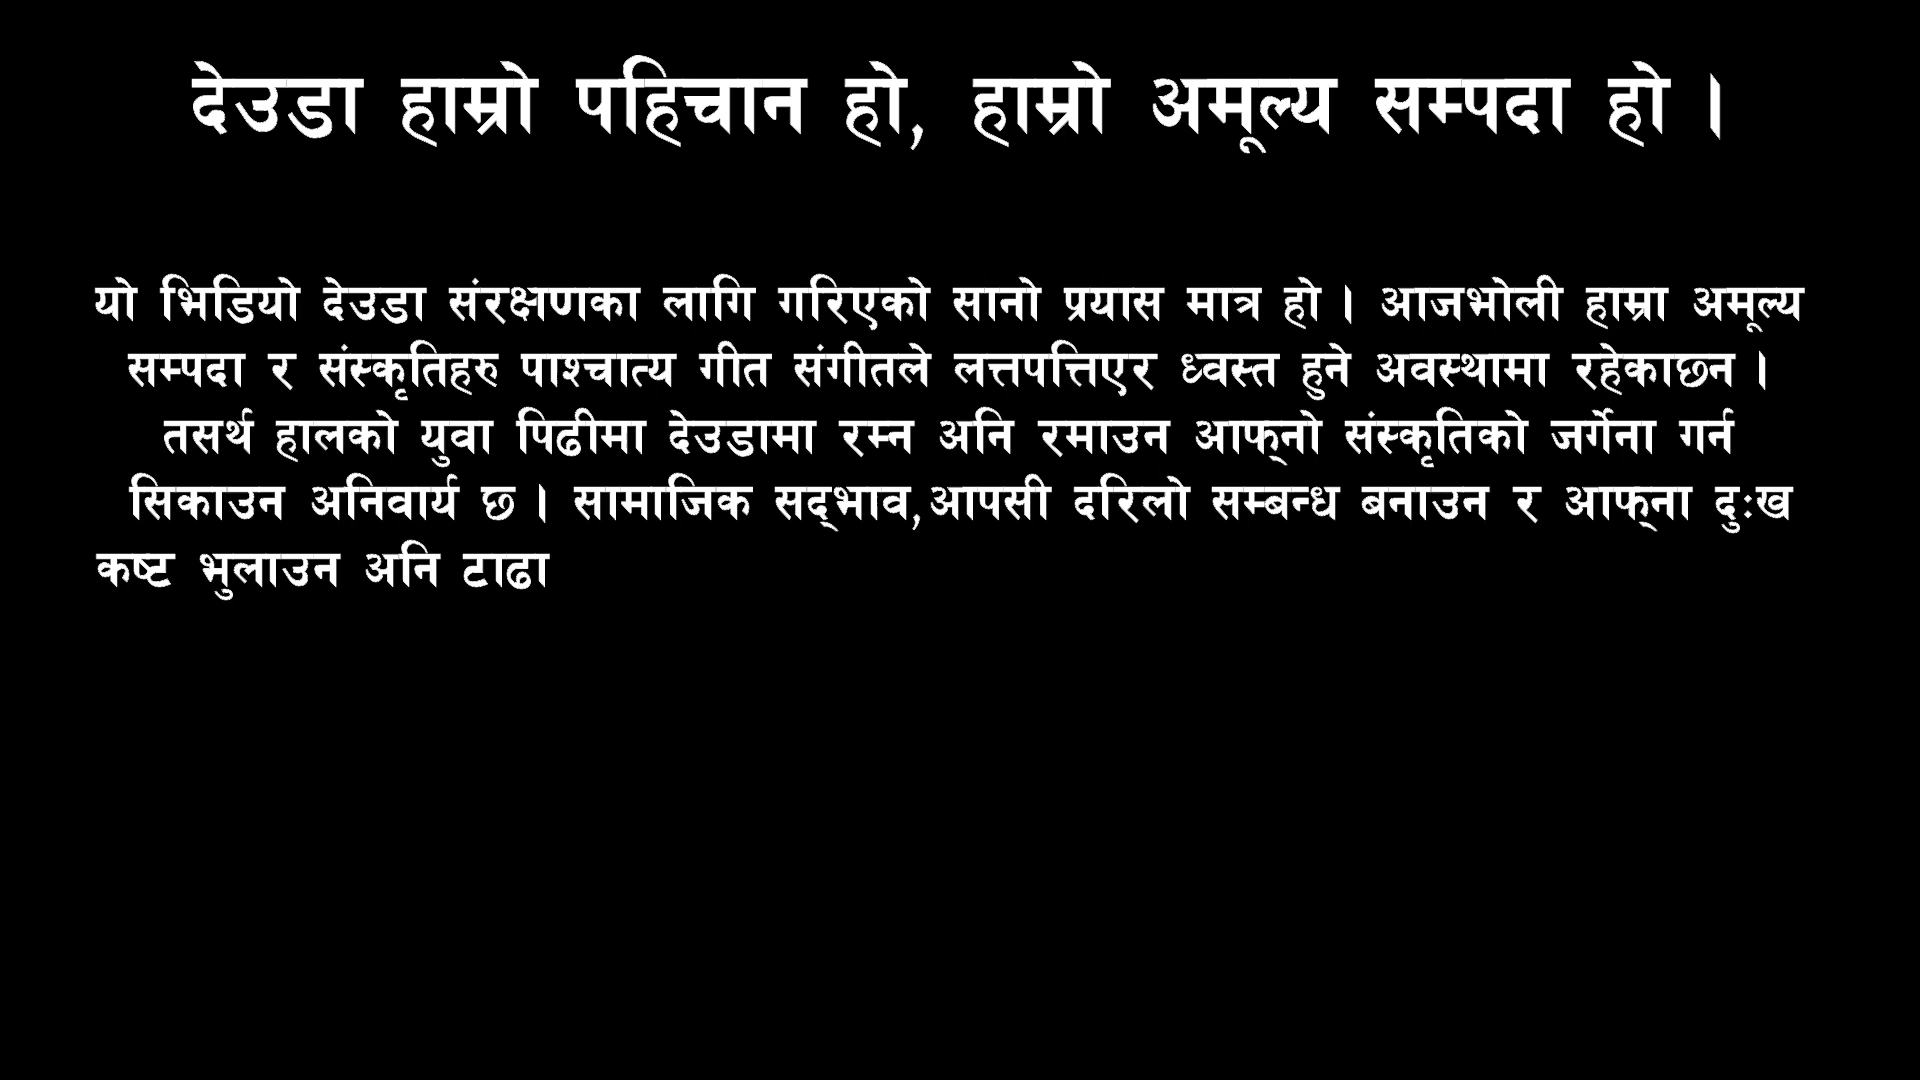 देउडा हाम्रो पहिचान हो, हाम्रो अमूल्य सम्पदा हो ।
यो भिडियो देउडा संरक्षणका लागि गरिएको सानो प्रयास मात्र हो । आजभोली हाम्रा अमूल्य
सम्पदा र संस्कृतिहरु पाश्चात्य गीत संगीतले लत्तपत्तिएर ध्वस्त हुने अवस्थामा रहेकाछन ।
तसर्थ हालको युवा पिढीमा देउडामा रम्न अनि रमाउन आफ्‌नो संस्कृतिको जर्गेना गर्न
सिकाउन अनिवार्य छ । सामाजिक सद्‌भाव,आपसी दरिलो सम्बन्ध बनाउन र आफ्‌ना दुःख
कष्ट भुलाउन अनि टाढा